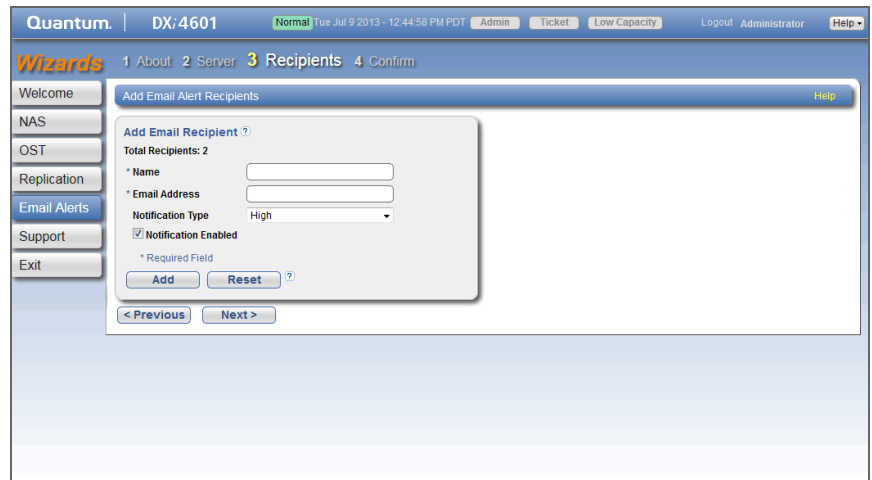 Quantum. DXi4601 Normal Tue Jul 9 2013 - 12:44:58 PM PDT Admin Ticket Low Capacity Logout Administrator Help
Wizards 1 About 2 Server 3 Recipients 4 Confirm
Welcome
NAS
OST
Replication
Email Alerts
Support
Exit
Add Email Alert Recipients Help
Add Email Recipient ?
Total Recipients: 2
* Name
* Email Address
Notification Type High
Notification Enabled
* Required Field
Add Reset ?
< Previous Next >